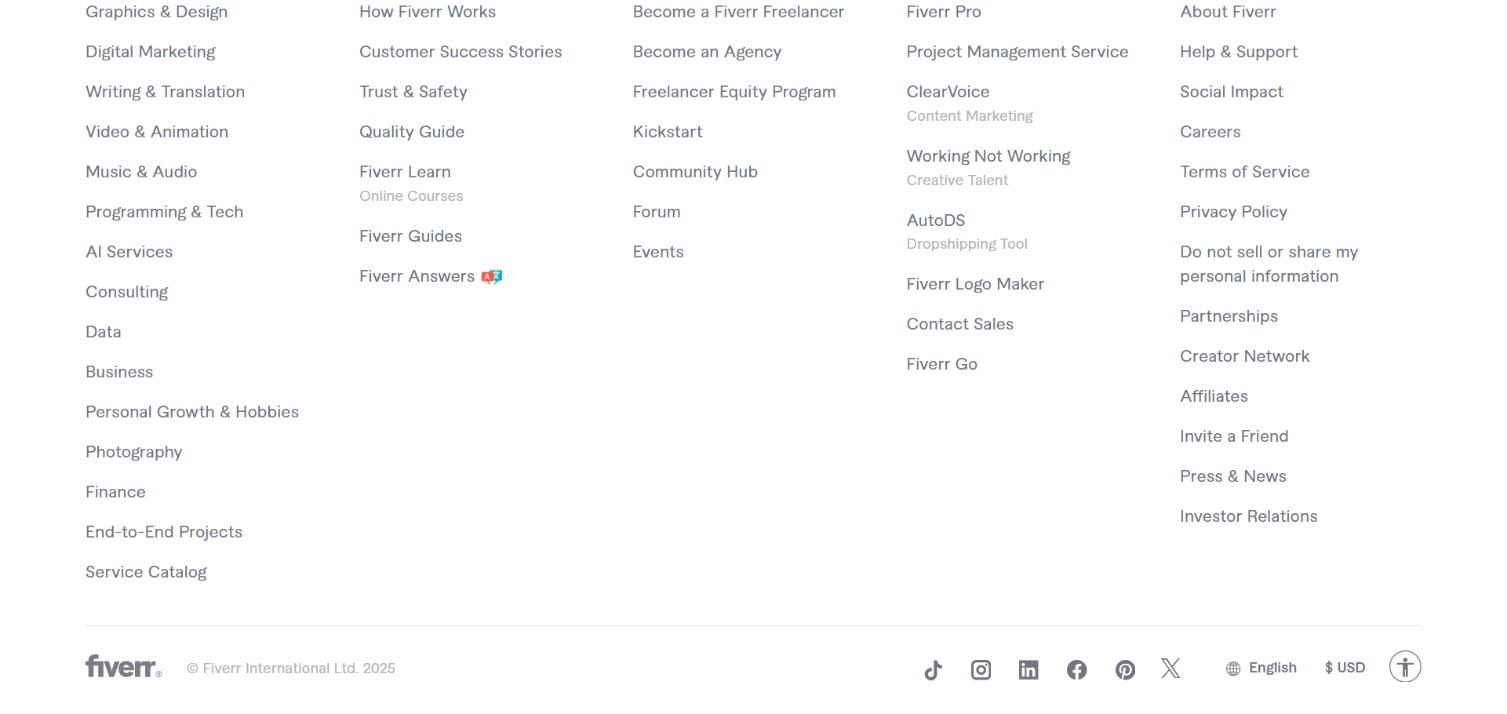 Graphics & Design
Digital Marketing
Writing & Translation
Video & Animation
Music & Audio
Programming & Tech
AI Services
Consulting
Data
Business
Personal Growth & Hobbies
Photography
Finance
End-to-End Projects
Service Catalog
How Fiverr Works
Customer Success Stories
Trust & Safety
Quality Guide
Fiverr Learn
Online Courses
Fiverr Guides
Fiverr Answers
Become a Fiverr Freelancer
Become an Agency
Freelancer Equity Program
Kickstart
Community Hub
Forum
Events
Fiverr Pro
Project Management Service
ClearVoice
Content Marketing
Working Not Working
Creative Talent
AutoDS
Dropshipping Tool
Fiverr Logo Maker
Contact Sales
Fiverr Go
About Fiverr
Help & Support
Social Impact
Careers
Terms of Service
Privacy Policy
Do not sell or share my
personal information
Partnerships
Creator Network
Affiliates
Invite a Friend
Press & News
Investor Relations
fiverr® © Fiverr International Ltd. 2025 English $ USD